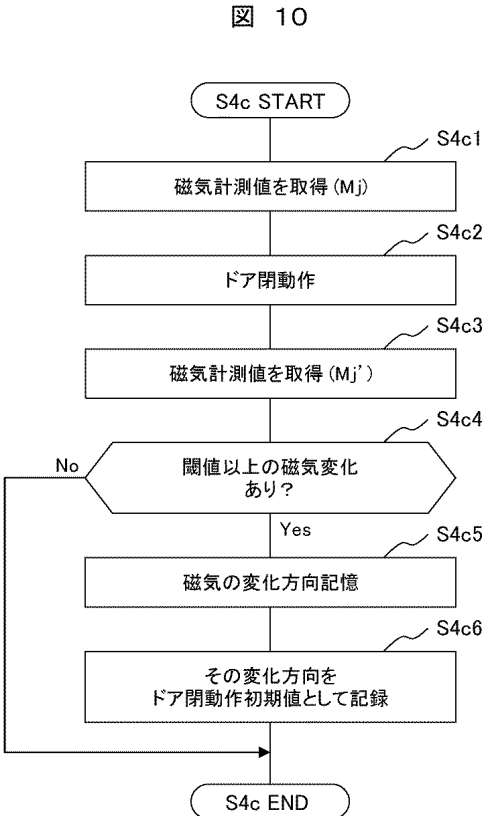 図 10
S4c START
S4c1
磁気計測値を取得(Mj)
S4c2
ドア閉動作
S4c3
磁気計測値を取得(Mj')
S4c4
閾値以上の磁気変化
あり?
No
Yes
S4c5
磁気の変化方向記憶
S4c6
その変化方向を
ドア閉動作初期値として記録
S4c END